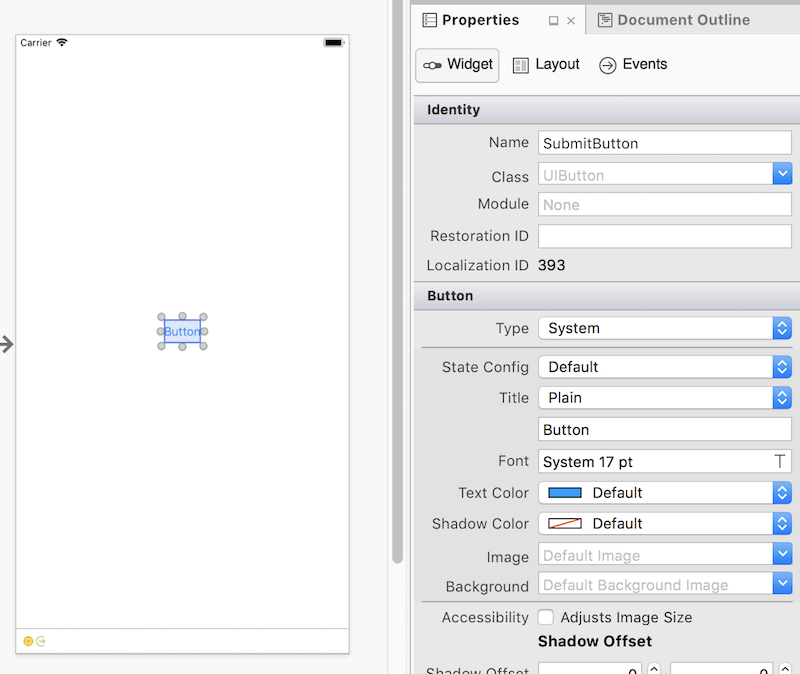 Carrier
Button
Properties
Document Outline
Widget
Layout
Events
Identity
Name SubmitButton
Class UIButton
Module None
Restoration ID
Localization ID 393
Button
Type System
State Config Default
Title Plain
Button
Font System 17 pt T
Text Color Default
Shadow Color Default
Image Default Image
Background Default Background Image
Accessibility Adjusts Image Size
Shadow Offset
Shadow Offset 0 0